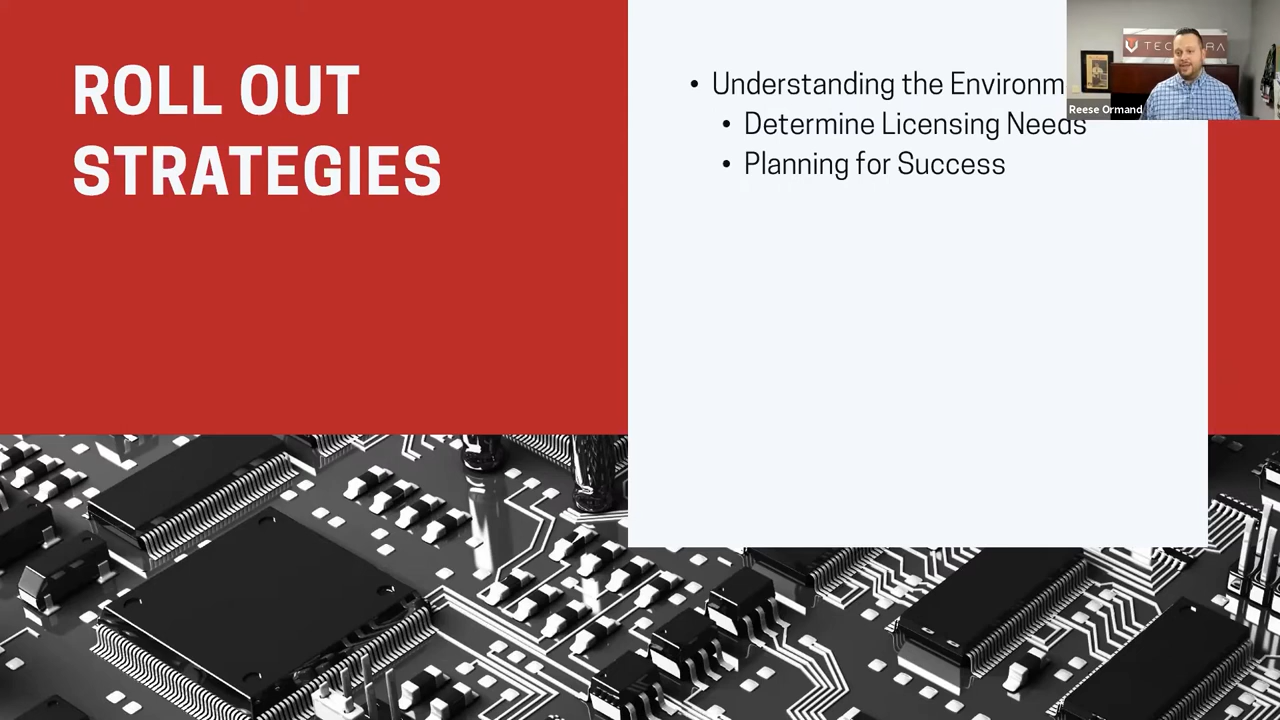 ROLL OUT
STRATEGIES
• Understanding the Environm
• Determine Licensing Needs
• Planning for Success
Reese Ormand